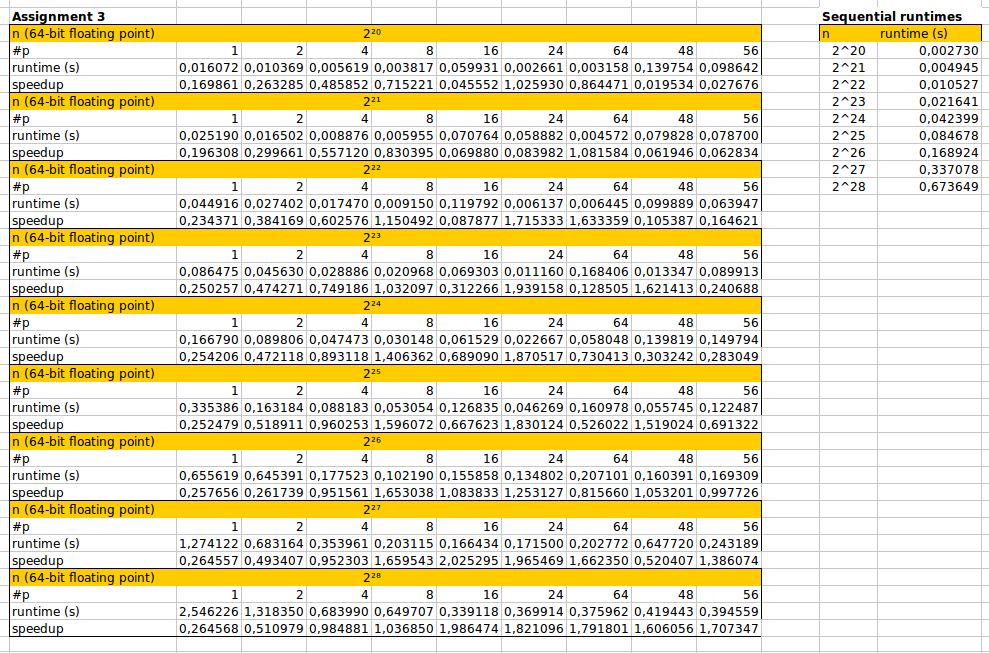 Assignment 3 Sequential runtimes
n (64-bit floating point) 2²⁰ n runtime (s)
#p 1 2 4 8 16 24 64 48 56 2^20 0,002730
runtime (s) 0,016072 0,010369 0,005619 0,003817 0,059931 0,002661 0,003158 0,139754 0,098642 2^21 0,004945
speedup 0,169861 0,263285 0,485852 0,715221 0,045552 1,025930 0,864471 0,019534 0,027676 2^22 0,010527
n (64-bit floating point) 2²¹ 2^23 0,021641
#p 1 2 4 8 16 24 64 48 56 2^24 0,042399
runtime (s) 0,025190 0,016502 0,008876 0,005955 0,070764 0,058882 0,004572 0,079828 0,078700 2^25 0,084678
speedup 0,196308 0,299661 0,557120 0,830395 0,069880 0,083982 1,081584 0,061946 0,062834 2^26 0,168924
n (64-bit floating point) 2²² 2^27 0,337078
#p 1 2 4 8 16 24 64 48 56 2^28 0,673649
runtime (s) 0,044916 0,027402 0,017470 0,009150 0,119792 0,006137 0,006445 0,099889 0,063947
speedup 0,234371 0,384169 0,602576 1,150492 0,087877 1,715333 1,633359 0,105387 0,164621
n (64-bit floating point) 2²³
#p 1 2 4 8 16 24 64 48 56
runtime (s) 0,086475 0,045630 0,028886 0,020968 0,069303 0,011160 0,168406 0,013347 0,089913
speedup 0,250257 0,474271 0,749186 1,032097 0,312266 1,939158 0,128505 1,621413 0,240688
n (64-bit floating point) 2²⁴
#p 1 2 4 8 16 24 64 48 56
runtime (s) 0,166790 0,089806 0,047473 0,030148 0,061529 0,022667 0,058048 0,139819 0,149794
speedup 0,254206 0,472118 0,893118 1,406362 0,689090 1,870517 0,730413 0,303242 0,283049
n (64-bit floating point) 2²⁵
#p 1 2 4 8 16 24 64 48 56
runtime (s) 0,335386 0,163184 0,088183 0,053054 0,126835 0,046269 0,160978 0,055745 0,122487
speedup 0,252479 0,518911 0,960253 1,596072 0,667623 1,830124 0,526022 1,519024 0,691322
n (64-bit floating point) 2²⁶
#p 1 2 4 8 16 24 64 48 56
runtime (s) 0,655619 0,645391 0,177523 0,102190 0,155858 0,134802 0,207101 0,160391 0,169309
speedup 0,257656 0,261739 0,951561 1,653038 1,083833 1,253127 0,815660 1,053201 0,997726
n (64-bit floating point) 2²⁷
#p 1 2 4 8 16 24 64 48 56
runtime (s) 1,274122 0,683164 0,353961 0,203115 0,166434 0,171500 0,202772 0,647720 0,243189
speedup 0,264557 0,493407 0,952303 1,659543 2,025295 1,965469 1,662350 0,520407 1,386074
n (64-bit floating point) 2²⁸
#p 1 2 4 8 16 24 64 48 56
runtime (s) 2,546226 1,318350 0,683990 0,649707 0,339118 0,369914 0,375962 0,419443 0,394559
speedup 0,264568 0,510979 0,984881 1,036850 1,986474 1,821096 1,791801 1,606056 1,707347